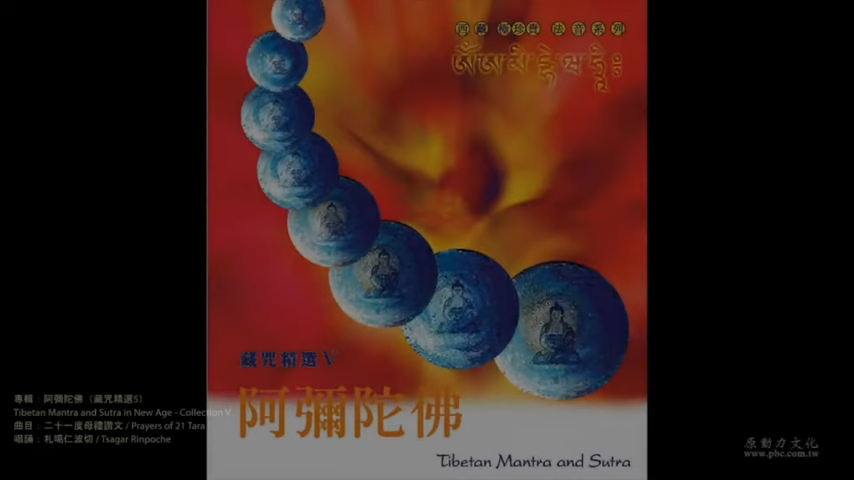 西藏 極珍寶 法音系列
ༀ་ཨ་མི་དྷེ་ཝ་ཧྲཱིཿ
藏咒精選V
阿彌陀佛
Tibetan Mantra and Sutra
專輯：阿彌陀佛（藏咒精選5）
Tibetan Mantra and Sutra in New Age - Collection V
曲目：二十一度母禮讚文 / Prayers of 21 Tara
唱誦：札噶仁波切 / Tsagar Rinpoche
原動力文化
www.pbc.com.tw